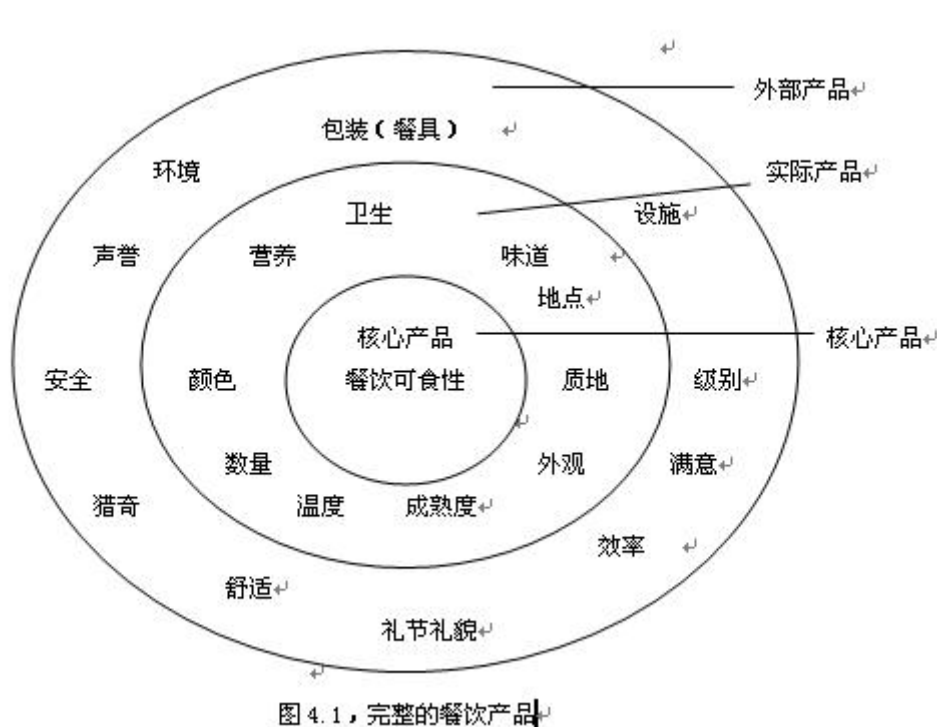 外部产品
包装（餐具）
环境
实际产品
卫生
设施
声誉
营养
味道
地点
核心产品
核心产品
餐饮可食性
安全
颜色
质地
级别
数量
外观
满意
猎奇
温度
成熟度
效率
舒适
礼节礼貌
图 4.1，完整的餐饮产品